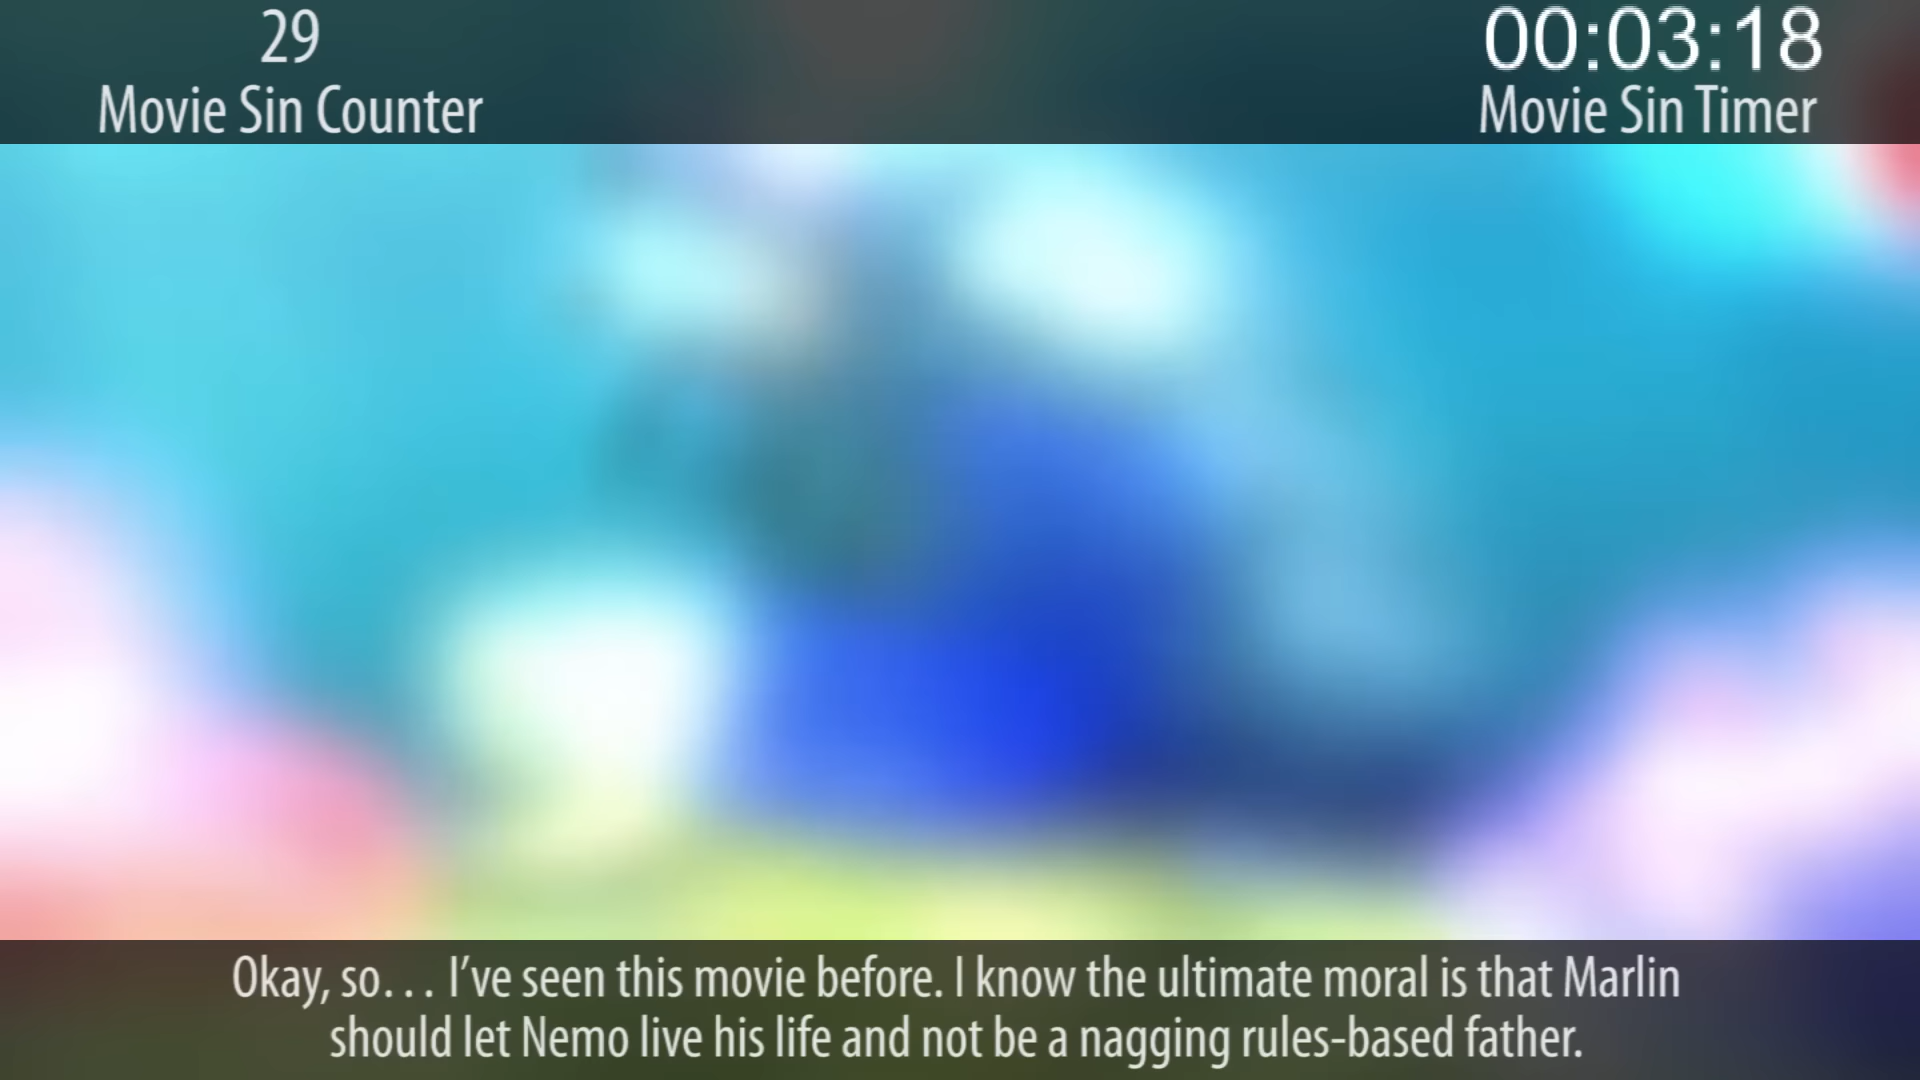 29
Movie Sin Counter
00:03:18
Movie Sin Timer
Okay, so… I’ve seen this movie before. I know the ultimate moral is that Marlin
should let Nemo live his life and not be a nagging rules-based father.